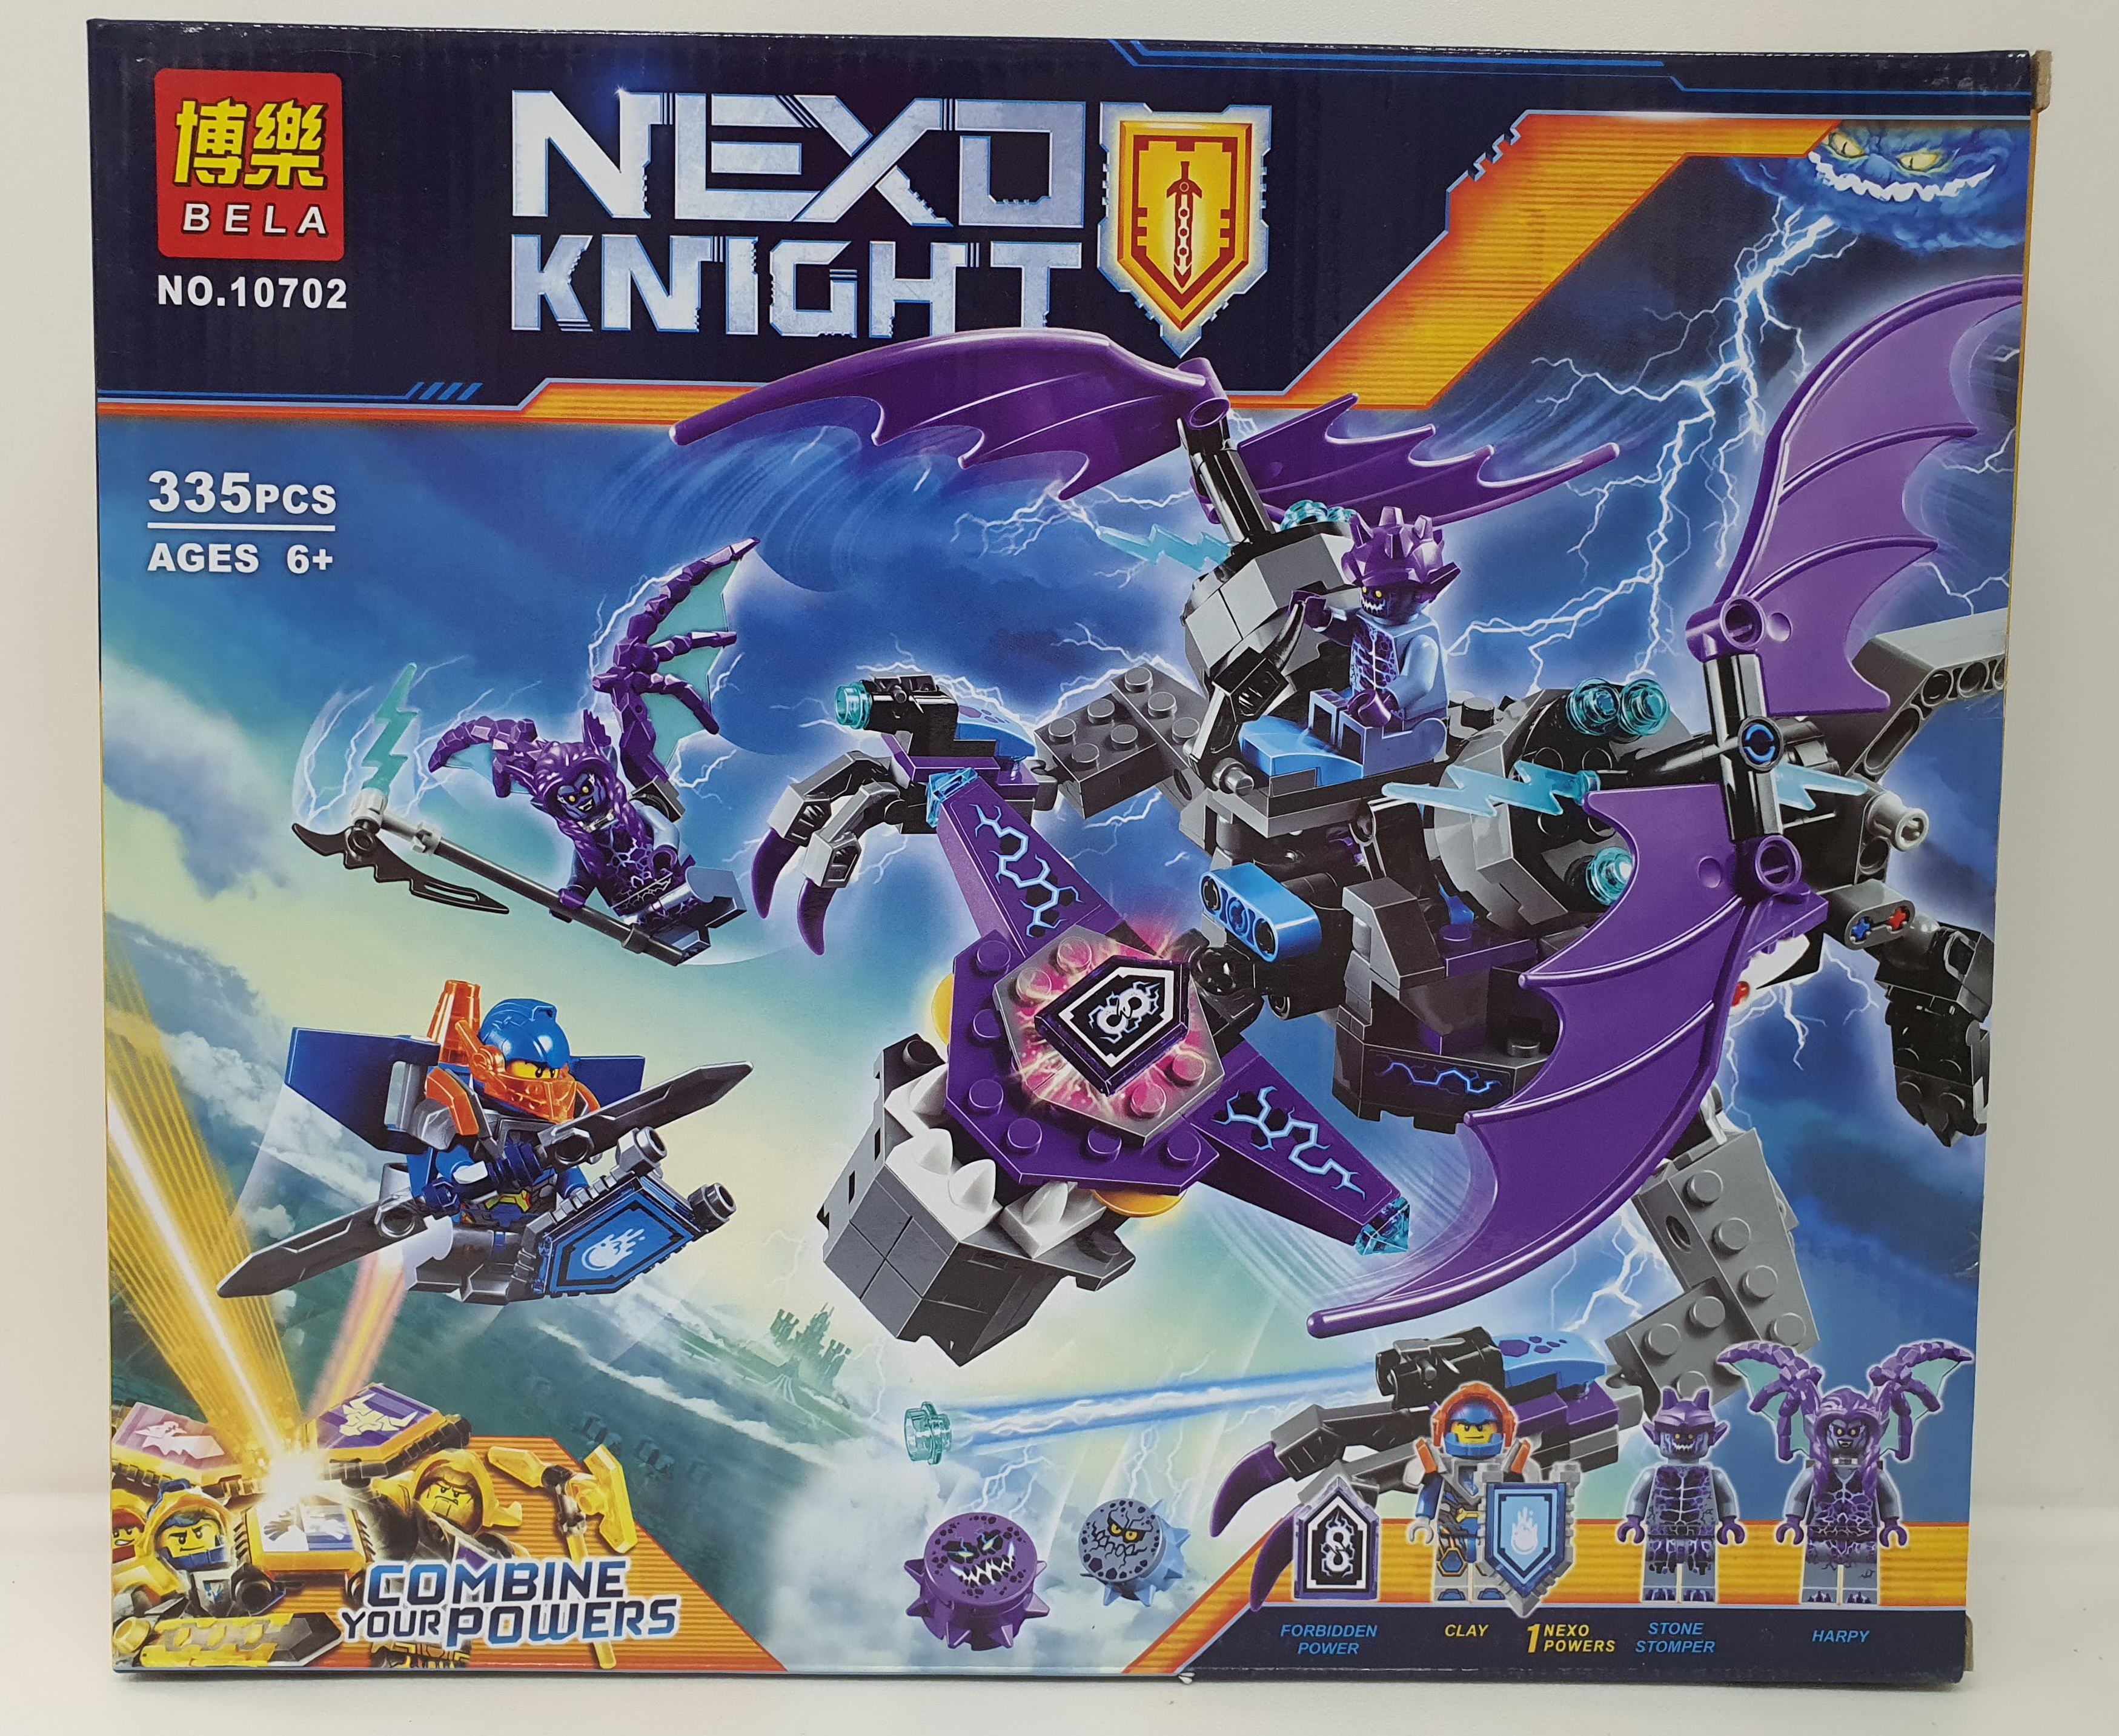 博樂
BELA
NO.10702
NEXO
KNIGHT
335PCS
AGES 6+
COMBINE
YOUR POWERS
FORBIDDEN
POWER
CLAY
1 NEXO
POWERS
STONE
STOMPER
HARPY